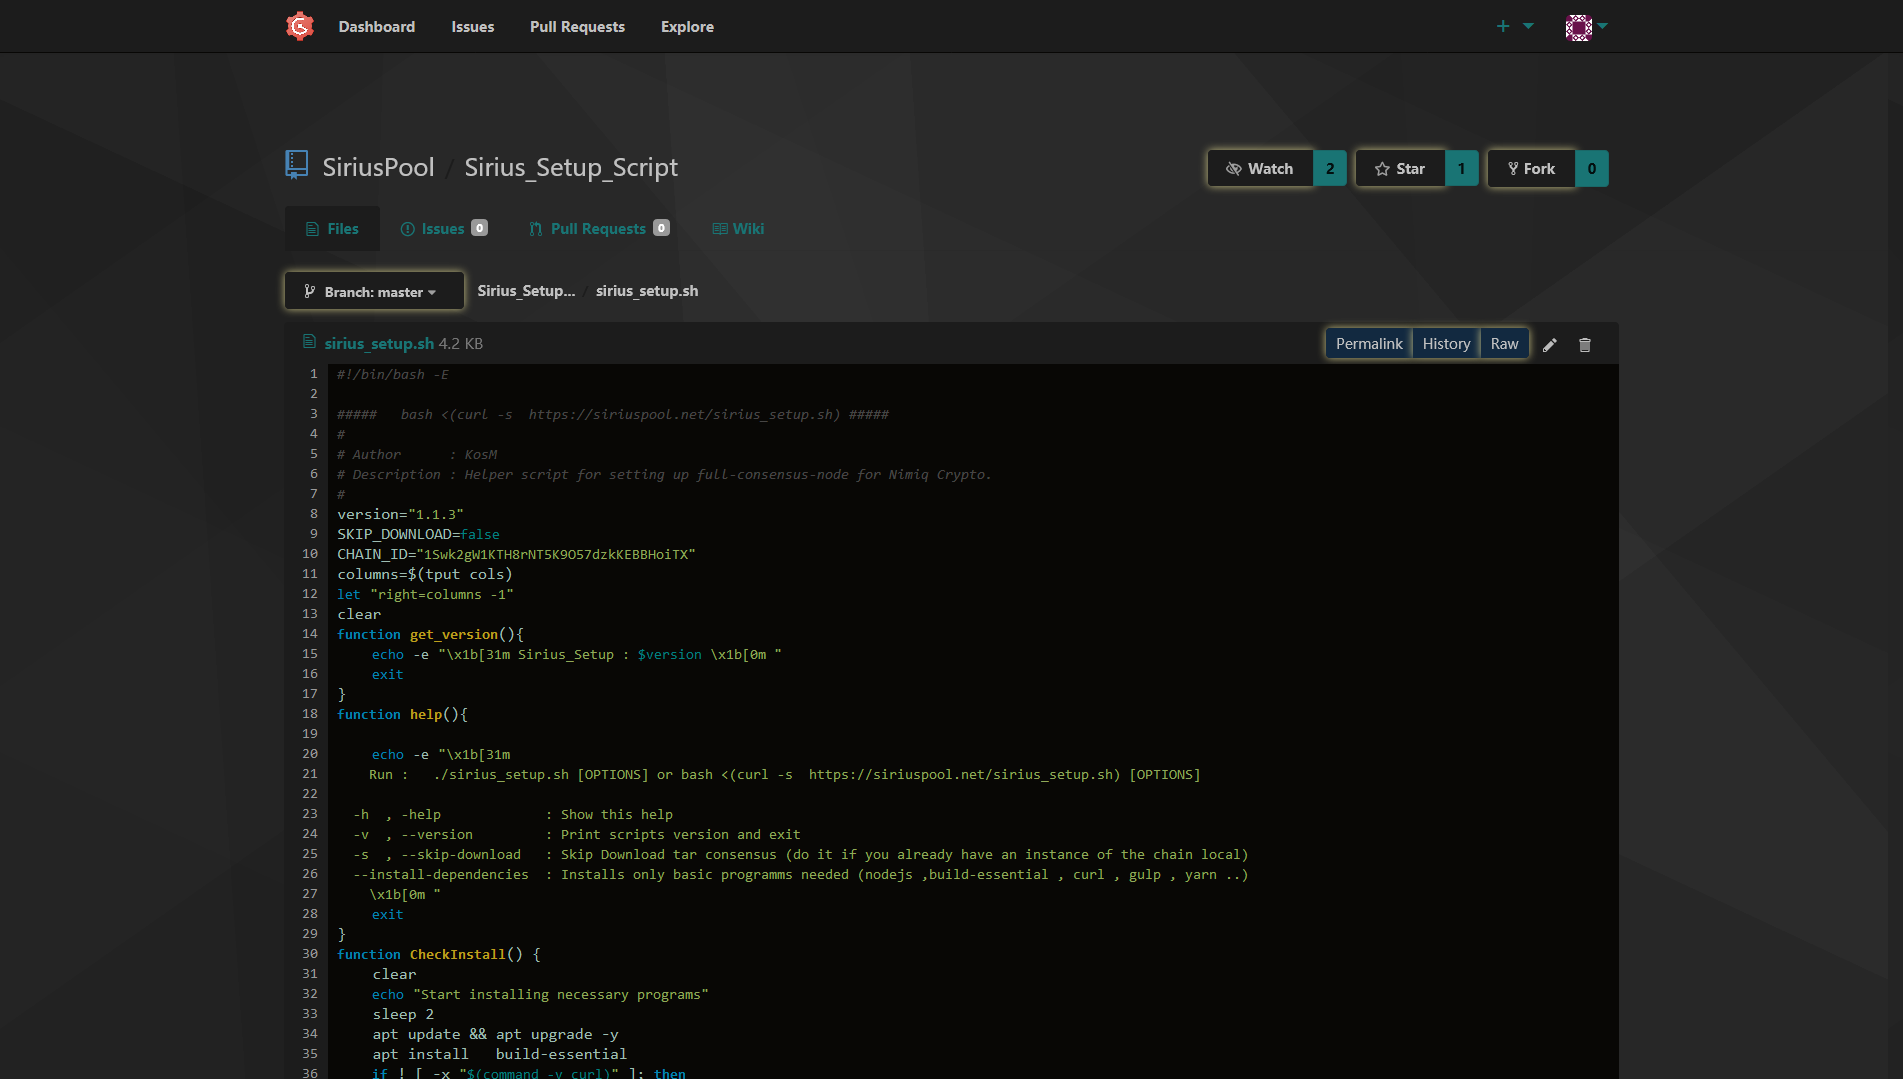 Dashboard Issues Pull Requests Explore
SiriusPool / Sirius_Setup_Script
Watch 2 Star 1 Fork 0
Files Issues 0 Pull Requests 0 Wiki
Branch: master Sirius_Setup... / sirius_setup.sh
sirius_setup.sh 4.2 KB Permalink History Raw
1 #!/bin/bash -E
2
3 ##### bash <(curl -s https://siriuspool.net/sirius_setup.sh) #####
4 #
5 # Author : KosM
6 # Description : Helper script for setting up full-consensus-node for Nimiq Crypto.
7 #
8 version="1.1.3"
9 SKIP_DOWNLOAD=false
10 CHAIN_ID="1Swk2gW1KTH8rNT5K9O57dzkKEBBHoiTX"
11 columns=$(tput cols)
12 let "right=columns -1"
13 clear
14 function get_version(){
15 echo -e "\x1b[31m Sirius_Setup : $version \x1b[0m "
16 exit
17 }
18 function help(){
19
20 echo -e "\x1b[31m
21 Run : ./sirius_setup.sh [OPTIONS] or bash <(curl -s https://siriuspool.net/sirius_setup.sh) [OPTIONS]
22
23 -h , -help : Show this help
24 -v , --version : Print scripts version and exit
25 -s , --skip-download : Skip Download tar consensus (do it if you already have an instance of the chain local)
26 --install-dependencies : Installs only basic programms needed (nodejs ,build-essential , curl , gulp , yarn ..)
27 \x1b[0m "
28 exit
29 }
30 function CheckInstall() {
31 clear
32 echo "Start installing necessary programs"
33 sleep 2
34 apt update && apt upgrade -y
35 apt install build-essential
36 if ! [ -x "$(command -v curl)" ]; then